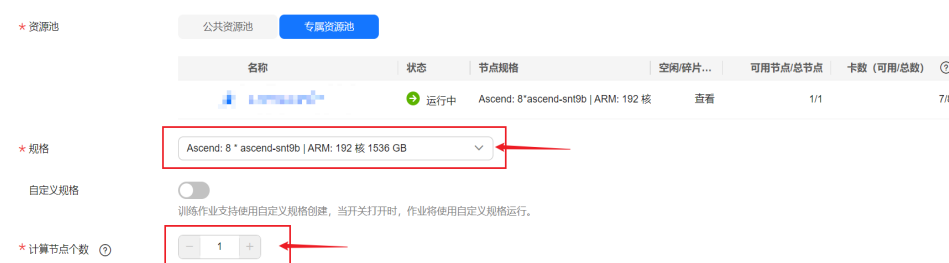 * 资源池 公共资源池 专属资源池
名称 状态 节点规格 空闲/碎片... 可用节点/总节点 卡数（可用/总数） ?
运行中 Ascend: 8*ascend-snt9b | ARM: 192 核 查看 1/1 7/
* 规格 Ascend: 8 * ascend-snt9b | ARM: 192 核 1536 GB
自定义规格
训练作业支持使用自定义规格创建，当开关打开时，作业将使用自定义规格运行。
* 计算节点个数 ? - 1 +